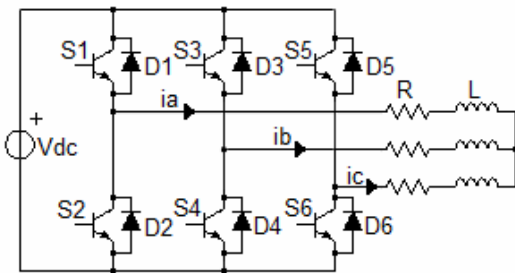 S1 D1 S3 D3 S5 D5
R L
ia
+
Vdc
ib
ic
S2 D2 S4 D4 S6 D6